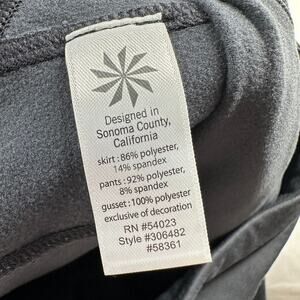 Designed in
Sonoma County,
California
skirt : 86% polyester,
14% spandex
pants : 92% polyester,
8% spandex
gusset : 100% polyester
exclusive of decoration
RN #54023
Style #306482
#58361